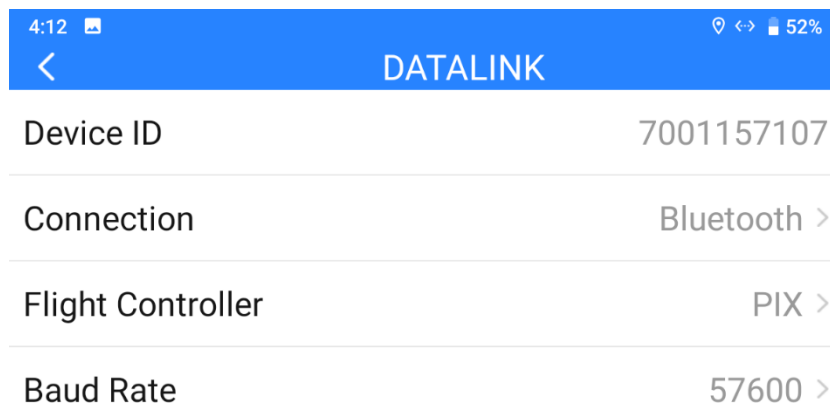 4:12 52%
DATALINK
Device ID 7001157107
Connection Bluetooth
Flight Controller PIX
Baud Rate 57600